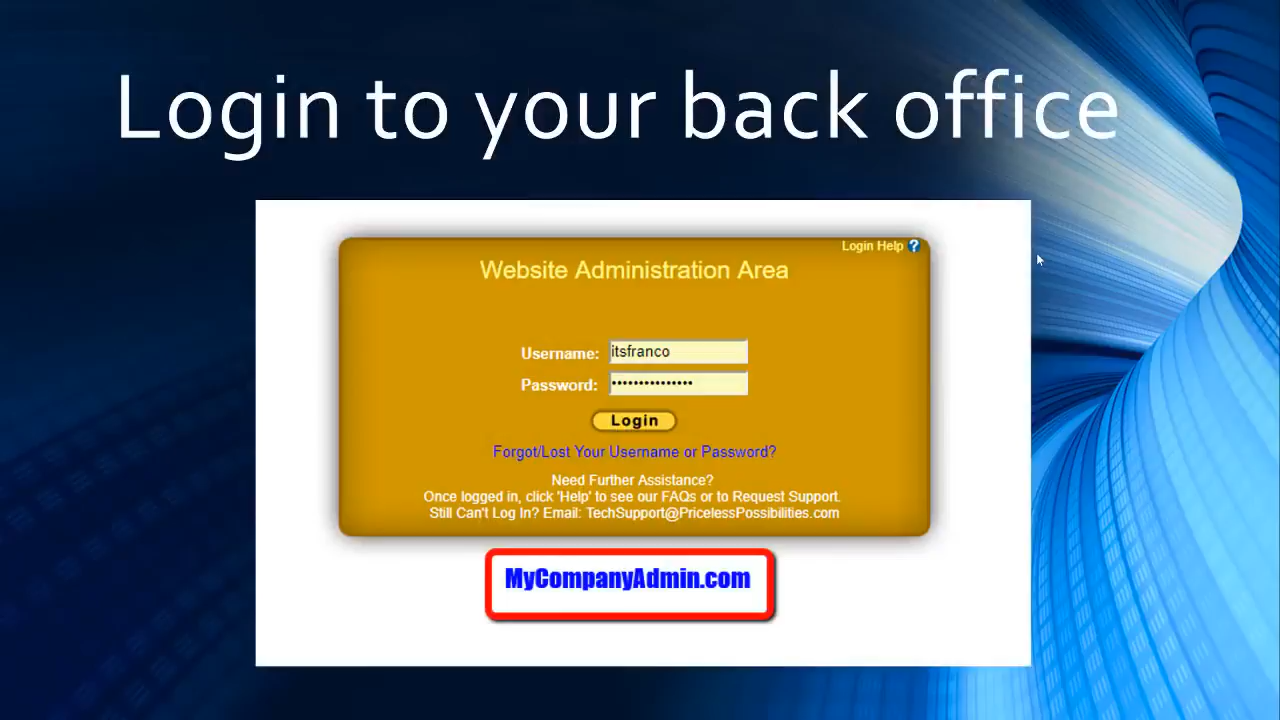 Login to your back office
Login Help ?
Website Administration Area
Username: itsfranco
Password: •••••••••••••••
Login
Forgot/Lost Your Username or Password?
Need Further Assistance?
Once logged in, click 'Help' to see our FAQs or to Request Support.
Still Can't Log In? Email: TechSupport@PricelessPossibilities.com
MyCompanyAdmin.com